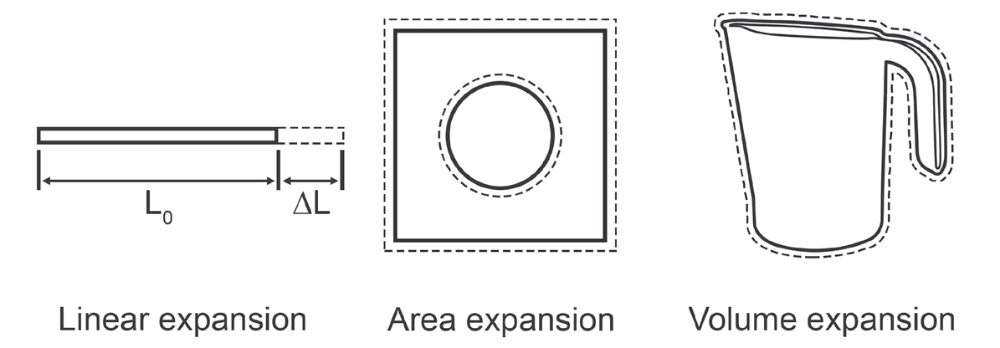 L₀
ΔL
Linear expansion
Area expansion
Volume expansion